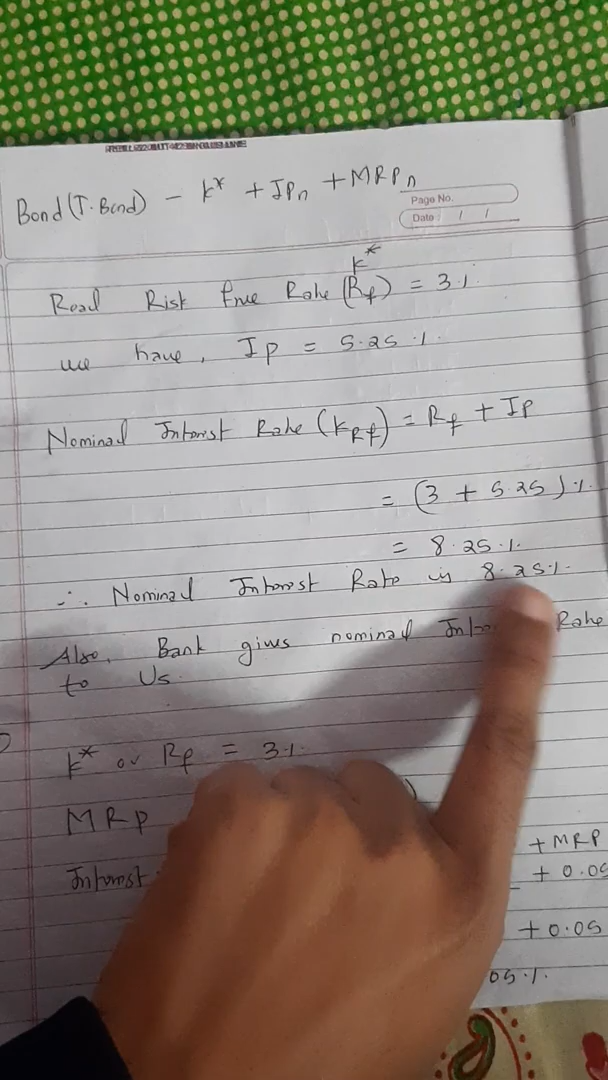 Bond (T. Bond) - k* + IPn + MRPn
Page No.
Date / /
k*
Read Risk free Rate (Rf) = 3%
we have, IP = 5.25%
Nominal Interest Rate (kRf) = Rf + IP
= (3 + 5.25)%
= 8.25%
∴ Nominal Interest Rate is 8.25%
Also, Bank gives nominal Rate
to Us.
k* or Rf = 3%
MRP
+ MRP
Interest
+ 0.05
+ 0.05
05%